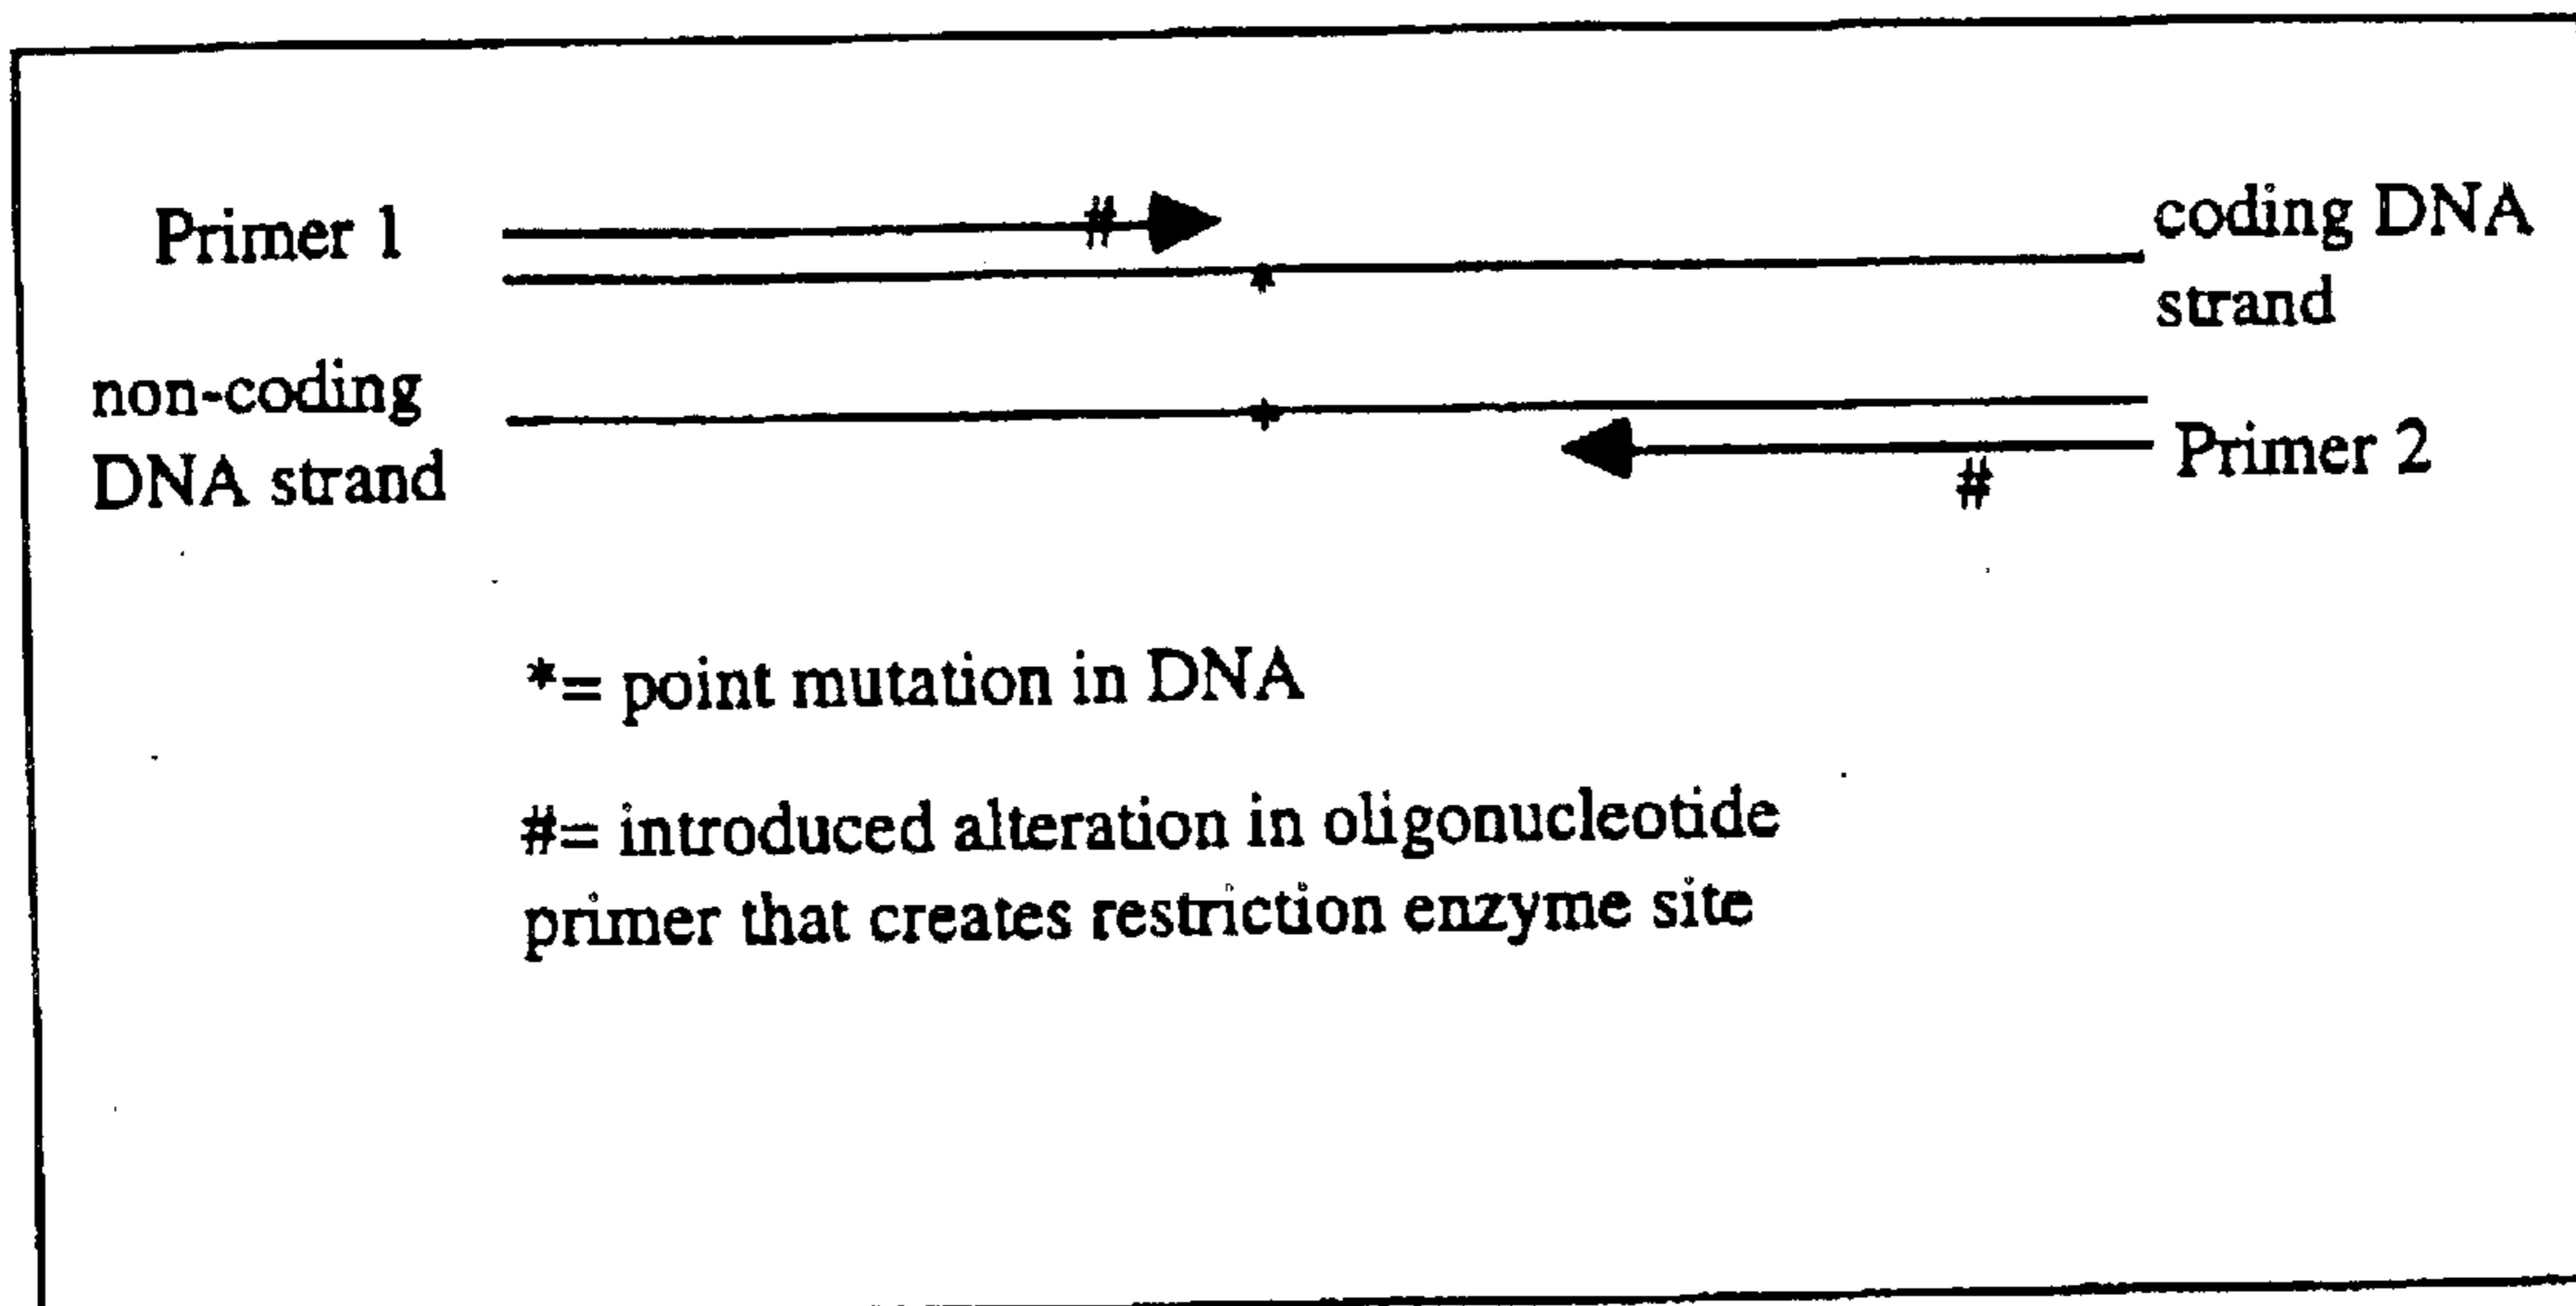 Primer 1
#
coding DNA
strand
*
non-coding
DNA strand
*
Primer 2
#
*= point mutation in DNA
#= introduced alteration in oligonucleotide
primer that creates restriction enzyme site